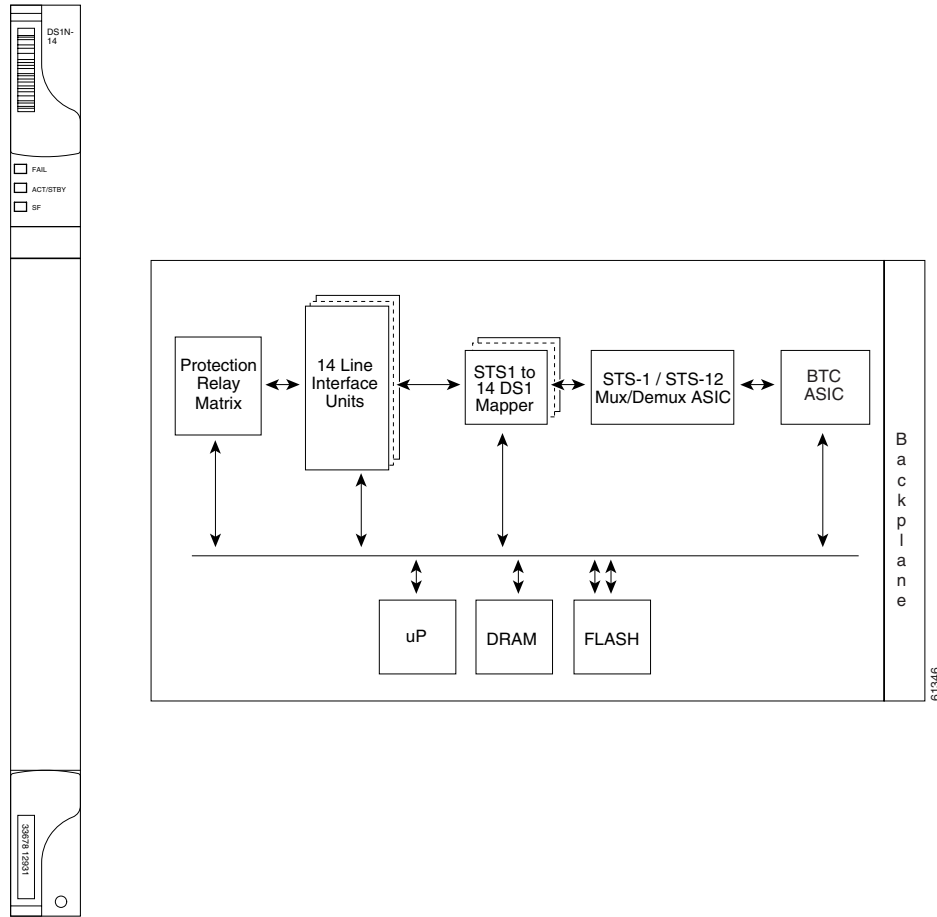 DS1N-
14
FAIL
ACT/STBY
SF
33678 12931
Protection
Relay
Matrix
14 Line
Interface
Units
STS1 to
14 DS1
Mapper
STS-1 / STS-12
Mux/Demux ASIC
BTC
ASIC
uP
DRAM
FLASH
Backplane
61346